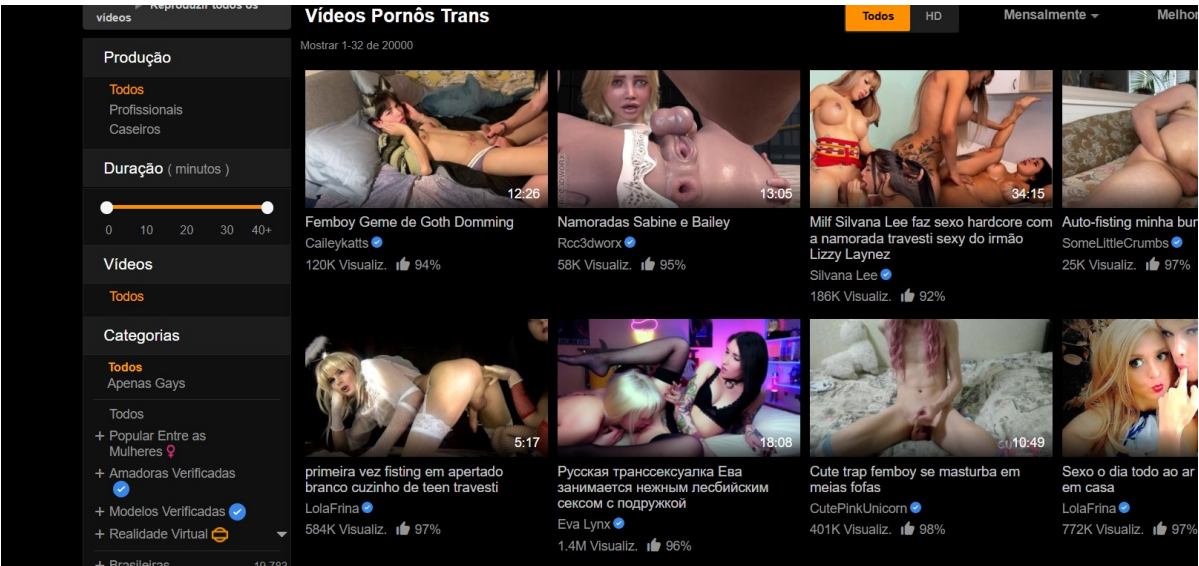 Reproduzir todos os
vídeos
Produção
Todos
Profissionais
Caseiros
Duração ( minutos )
0 10 20 30 40+
Vídeos
Todos
Categorias
Todos
Apenas Gays
Todos
+ Popular Entre as
Mulheres
+ Amadoras Verificadas
+ Modelos Verificadas
+ Realidade Virtual
+ Brasileiras 19,783
Vídeos Pornôs Trans
Todos HD Mensalmente Melhor
Mostrar 1-32 de 20000
12:26
Femboy Geme de Goth Domming
Caileykatts
120K Visualiz. 94%
13:05
Namoradas Sabine e Bailey
Rcc3dworx
58K Visualiz. 95%
34:15
Milf Silvana Lee faz sexo hardcore com
a namorada travesti sexy do irmão
Lizzy Laynez
Silvana Lee
186K Visualiz. 92%
Auto-fisting minha bur
SomeLittleCrumbs
25K Visualiz. 97%
5:17
primeira vez fisting em apertado
branco cuzinho de teen travesti
LolaFrina
584K Visualiz. 97%
18:08
Русская транссексуалка Ева
занимается нежным лесбийским
сексом с подружкой
Eva Lynx
1.4M Visualiz. 96%
10:49
Cute trap femboy se masturba em
meias fofas
CutePinkUnicorn
401K Visualiz. 98%
Sexo o dia todo ao ar
em casa
LolaFrina
772K Visualiz. 97%